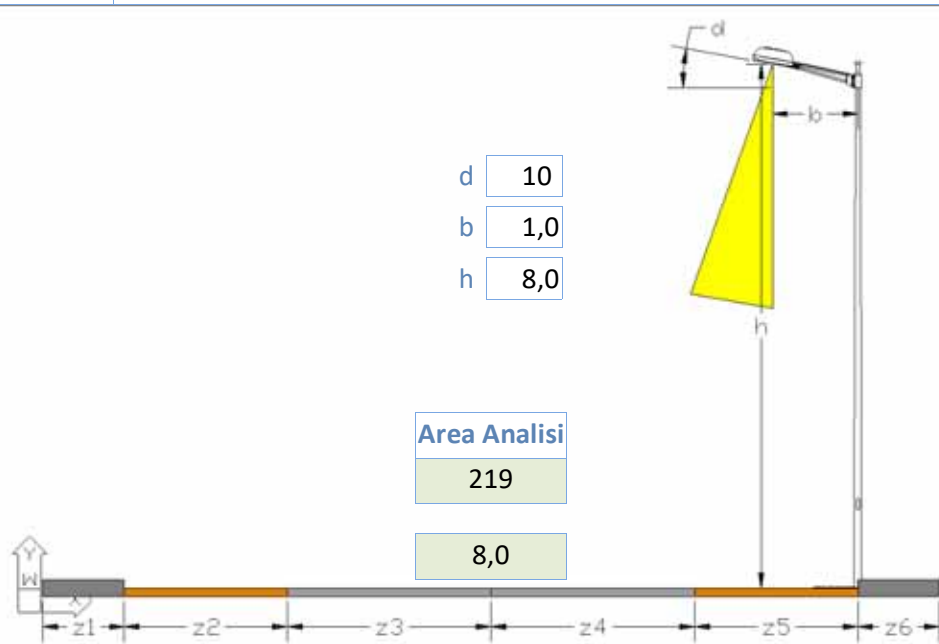 d
b
d 10
b 1,0
h 8,0
h
Area Analisi
219
8,0
Y
W
X
z1 z2 z3 z4 z5 z6